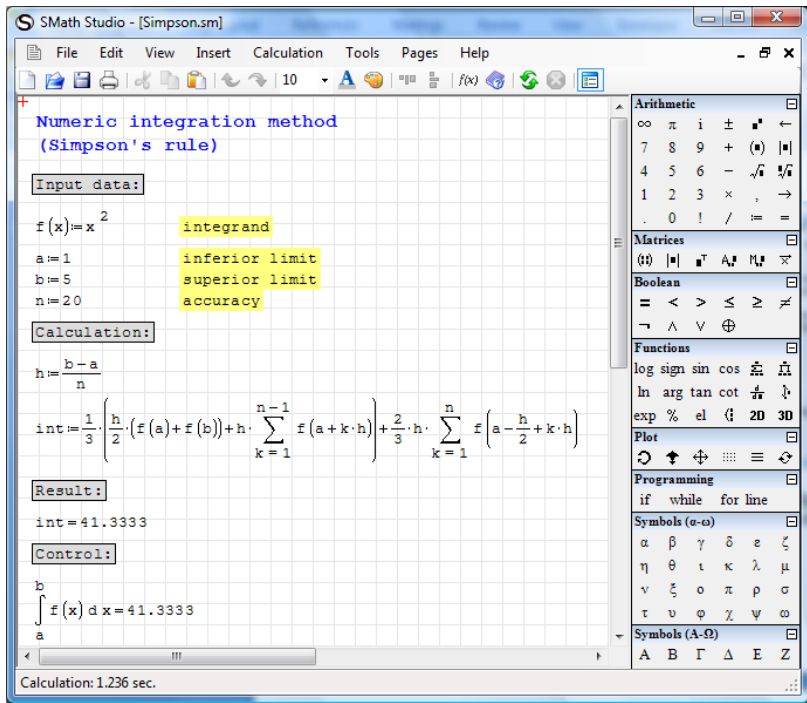 SMath Studio - [Simpson.sm]
File Edit View Insert Calculation Tools Pages Help
10 A f(x)
Numeric integration method
(Simpson's rule)
Input data:
f(x):=x^2 integrand
a:=1 inferior limit
b:=5 superior limit
n:=20 accuracy
Calculation:
h:=(b-a)/n
int:=1/3·(h/2·(f(a)+f(b))+h·∑_{k=1}^{n-1} f(a+k·h))+2/3·h·∑_{k=1}^{n} f(a-h/2+k·h)
Result:
int=41.3333
Control:
∫_a^b f(x) d x=41.3333
Calculation: 1.236 sec.
Arithmetic
∞ π i ± ←
7 8 9 + (■) |■|
4 5 6 − √
1 2 3 × , →
. 0 ! / := =
Matrices
Boolean
= < > ≤ ≥ ≠
¬ ∧ ∨ ⊕
Functions
log sign sin cos
ln arg tan cot
exp % el 2D 3D
Plot
Programming
if while for line
Symbols (α-ω)
α β γ δ ε ζ
η θ ι κ λ μ
ν ξ ο π ρ σ
τ υ φ χ ψ ω
Symbols (Α-Ω)
Α Β Γ Δ Ε Ζ